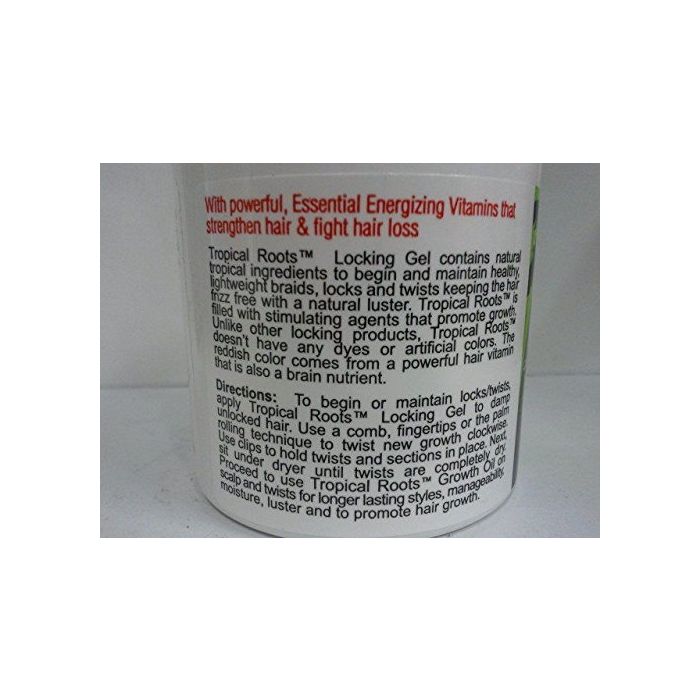 With powerful, Essential Energizing Vitamins that
strengthen hair & fight hair loss
Tropical Roots™ Locking Gel contains natural
tropical ingredients to begin and maintain healthy,
lightweight braids, locks and twists keeping the hair
frizz free with a natural luster. Tropical Roots™ is
filled with stimulating agents that promote growth.
Unlike other locking products, Tropical Roots™
doesn't have any dyes or artificial colors. The
reddish color comes from a powerful hair vitamin
that is also a brain nutrient.
Directions: To begin or maintain locks/twists,
apply Tropical Roots™ Locking Gel to damp
unlocked hair. Use a comb, fingertips or the palm
rolling technique to twist new growth clockwise.
Use clips to hold twists and sections in place. Next,
sit under dryer until twists are completely dry.
Proceed to use Tropical Roots™ Growth Oil on
scalp and twists for longer lasting styles, manageability,
moisture, luster and to promote hair growth.